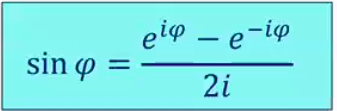 sin φ = (e^{iφ} − e^{−iφ}) / 2i